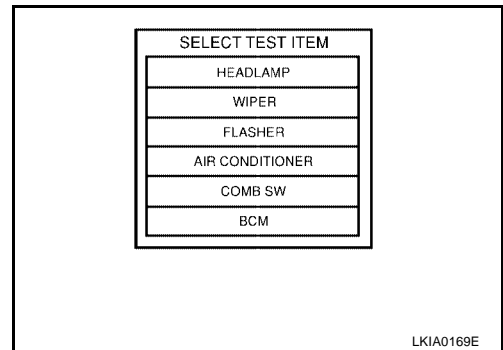 SELECT TEST ITEM
HEADLAMP
WIPER
FLASHER
AIR CONDITIONER
COMB SW
BCM
LKIA0169E